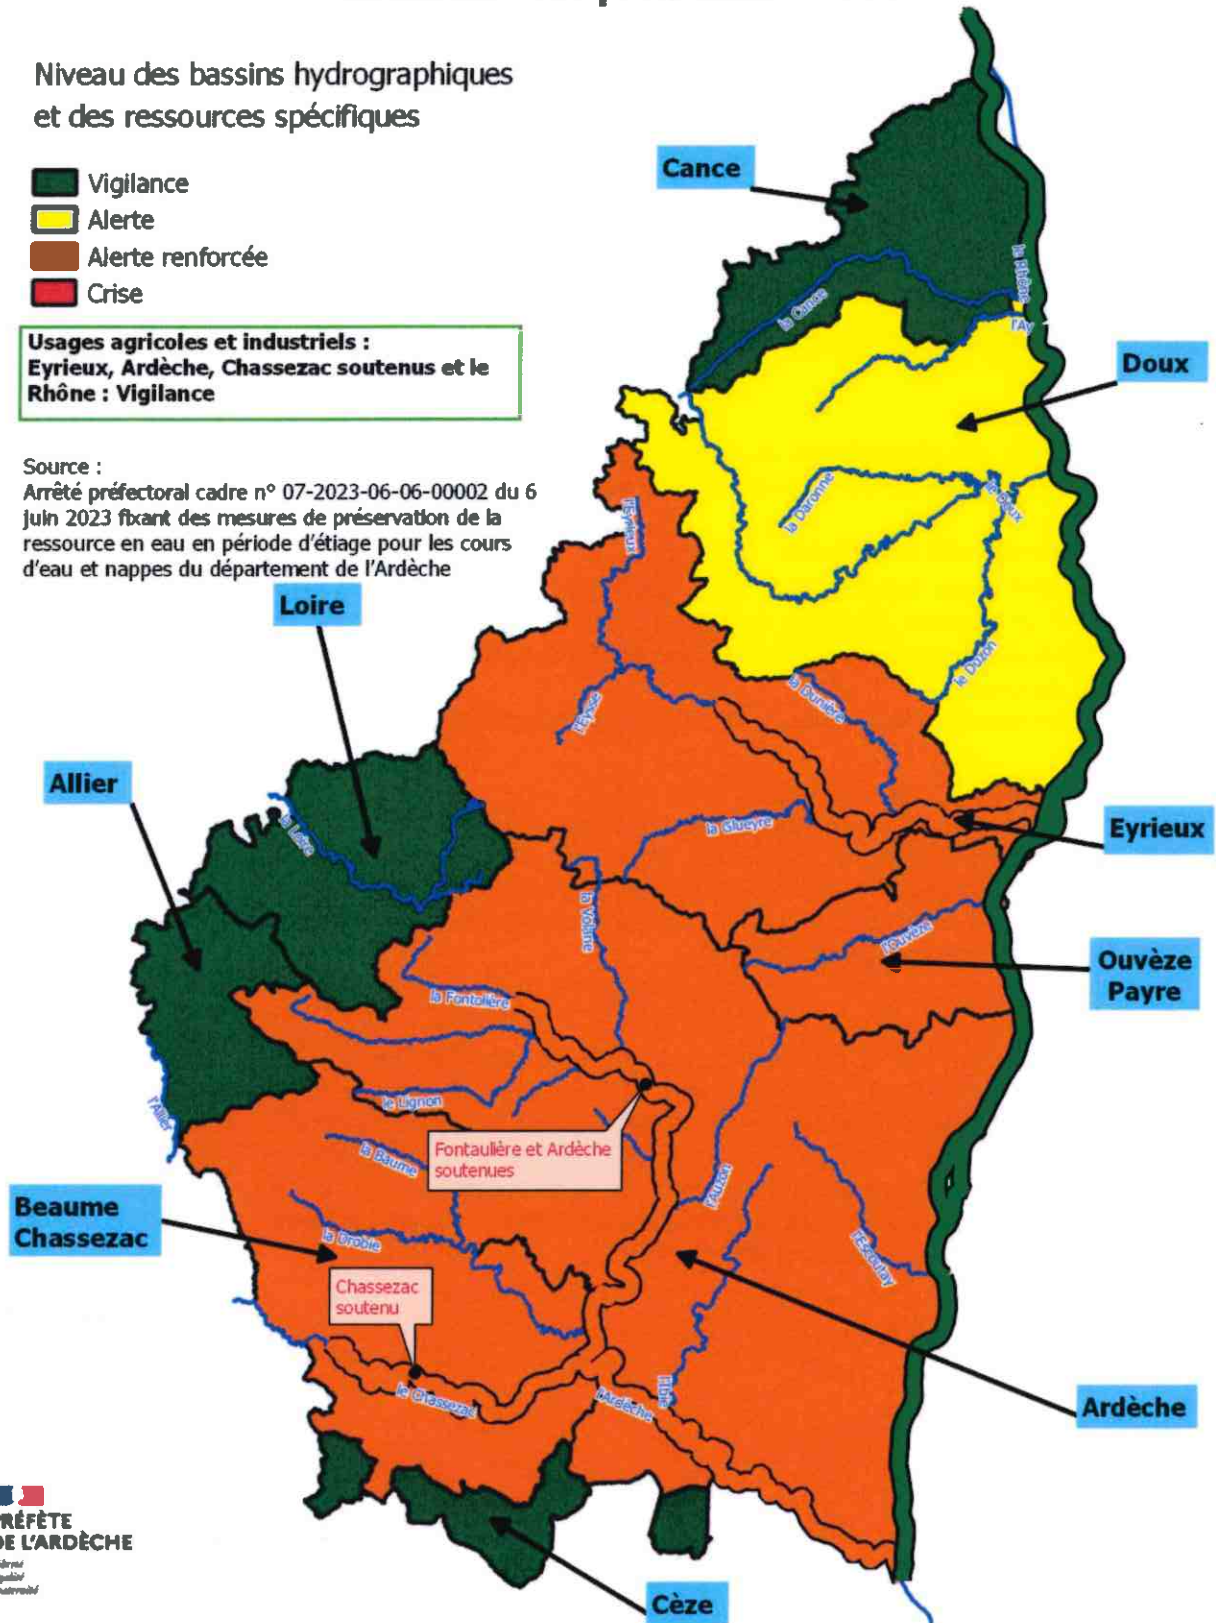 Niveau des bassins hydrographiques
et des ressources spécifiques
Vigilance
Alerte
Alerte renforcée
Crise
Usages agricoles et industriels :
Eyrieux, Ardèche, Chassezac soutenus et le
Rhône : Vigilance
Source :
Arrêté préfectoral cadre n° 07-2023-06-06-00002 du 6
juin 2023 fixant des mesures de préservation de la
ressource en eau en période d'étiage pour les cours
d'eau et nappes du département de l'Ardèche
Cance
le Rhône
la Cance
l'Ay
Doux
la Daronne
le Doux
l'Eyrieux
Loire
le Duzon
la Dunière
l'Eysse
Allier
la Loire
la Glueyre
Eyrieux
la Volane
l'Ouvèze
Ouvèze
Payre
la Fontolière
l'Allier
le Lignon
Fontaulière et Ardèche
soutenues
la Baume
l'Auzon
Beaume
Chassezac
la Drobie
l'Escoutay
Chassezac
soutenu
le Chassezac
l'Ardèche
l'Ibie
Ardèche
RÉFÈTE
DE L'ARDÈCHE
Cèze